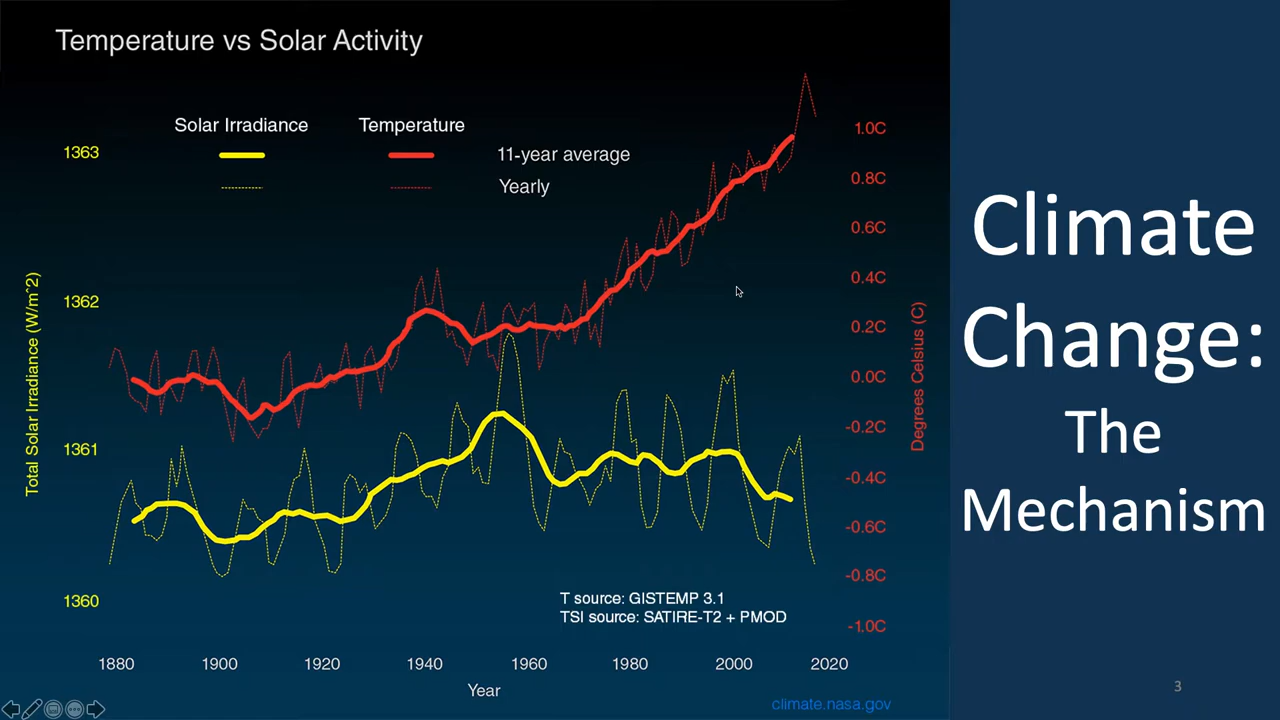 Temperature vs Solar Activity
Solar Irradiance
Temperature
11-year average
Yearly
1363
1362
1361
1360
Total Solar Irradiance (W/m^2)
1.0C
0.8C
0.6C
0.4C
0.2C
0.0C
-0.2C
-0.4C
-0.6C
-0.8C
-1.0C
Degrees Celsius (C)
T source: GISTEMP 3.1
TSI source: SATIRE-T2 + PMOD
1880 1900 1920 1940 1960 1980 2000 2020
Year
climate.nasa.gov
Climate
Change:
The
Mechanism
3